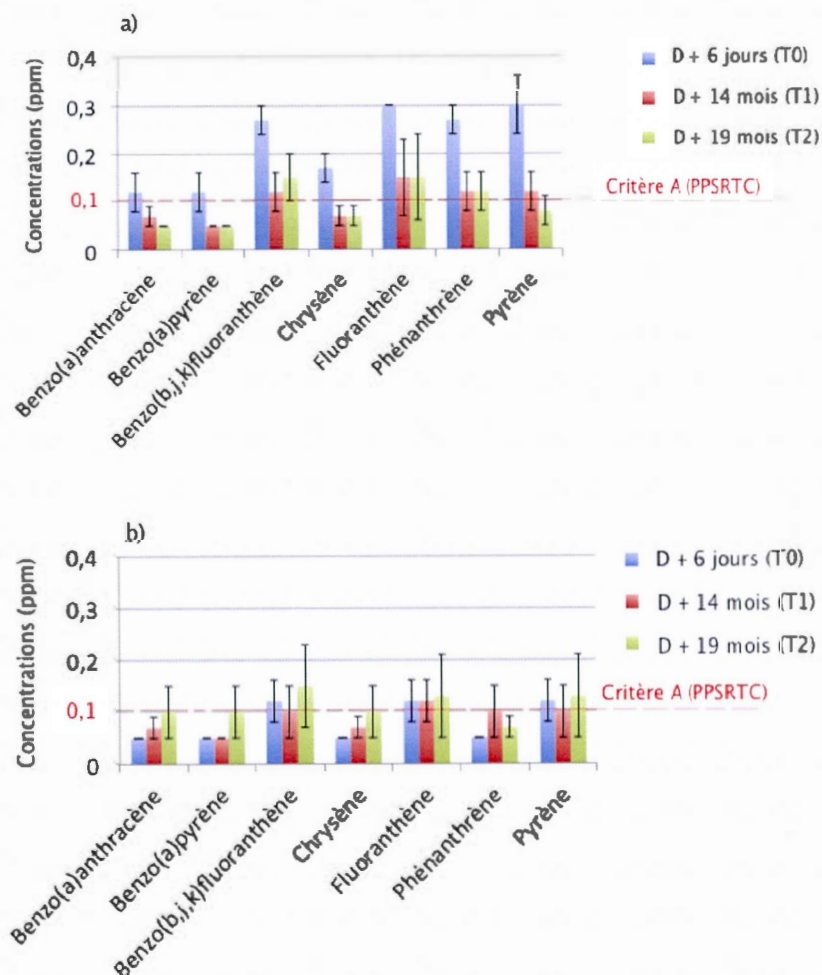 a)
Concentrations (ppm)
0,4
0,3
0,2
0,1
0
D + 6 jours (T0)
D + 14 mois (T1)
D + 19 mois (T2)
Critère A (PPSRTC)
Benzo(a)anthracène
Benzo(a)pyrène
Benzo(b,j,k)fluoranthène
Chrysène
Fluoranthène
Phénanthrène
Pyrène
b)
Concentrations (ppm)
0,4
0,3
0,2
0,1
0
D + 6 jours (T0)
D + 14 mois (T1)
D + 19 mois (T2)
Critère A (PPSRTC)
Benzo(a)anthracène
Benzo(a)pyrène
Benzo(b,j,k)fluoranthène
Chrysène
Fluoranthène
Phénanthrène
Pyrène